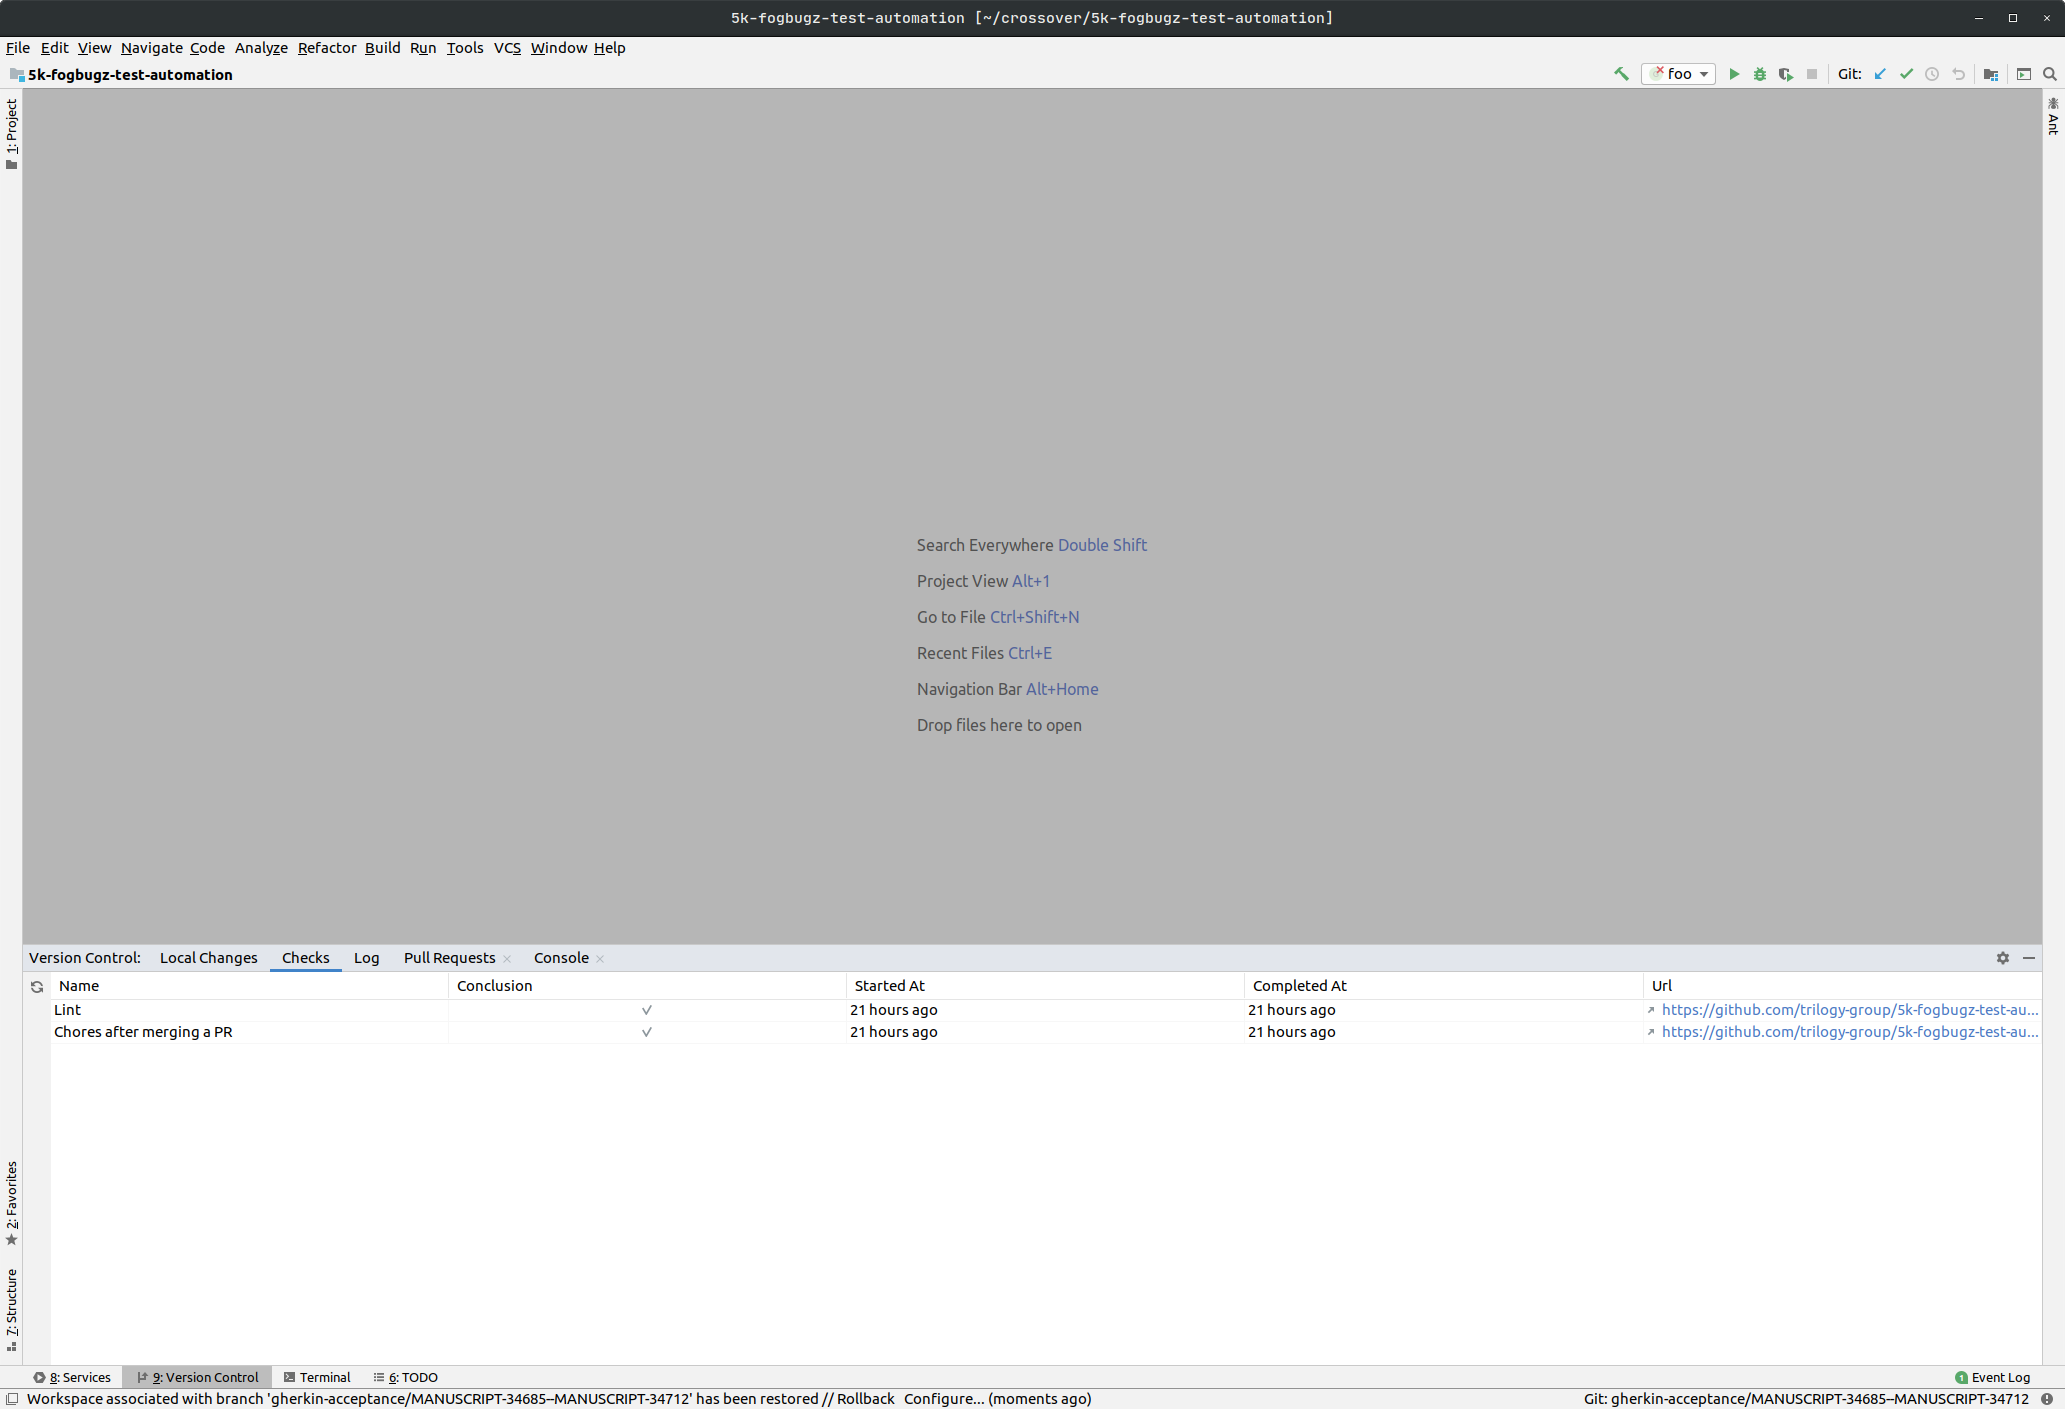 5k-fogbugz-test-automation [~/crossover/5k-fogbugz-test-automation]
File Edit View Navigate Code Analyze Refactor Build Run Tools VCS Window Help
5k-fogbugz-test-automation
foo
Git:
1: Project
Ant
Search Everywhere Double Shift
Project View Alt+1
Go to File Ctrl+Shift+N
Recent Files Ctrl+E
Navigation Bar Alt+Home
Drop files here to open
Version Control: Local Changes Checks Log Pull Requests Console
Name Conclusion Started At Completed At Url
Lint 21 hours ago 21 hours ago https://github.com/trilogy-group/5k-fogbugz-test-au...
Chores after merging a PR 21 hours ago 21 hours ago https://github.com/trilogy-group/5k-fogbugz-test-au...
2: Favorites
7: Structure
8: Services 9: Version Control Terminal 6: TODO 1 Event Log
Workspace associated with branch 'gherkin-acceptance/MANUSCRIPT-34685--MANUSCRIPT-34712' has been restored // Rollback Configure... (moments ago) Git: gherkin-acceptance/MANUSCRIPT-34685--MANUSCRIPT-34712